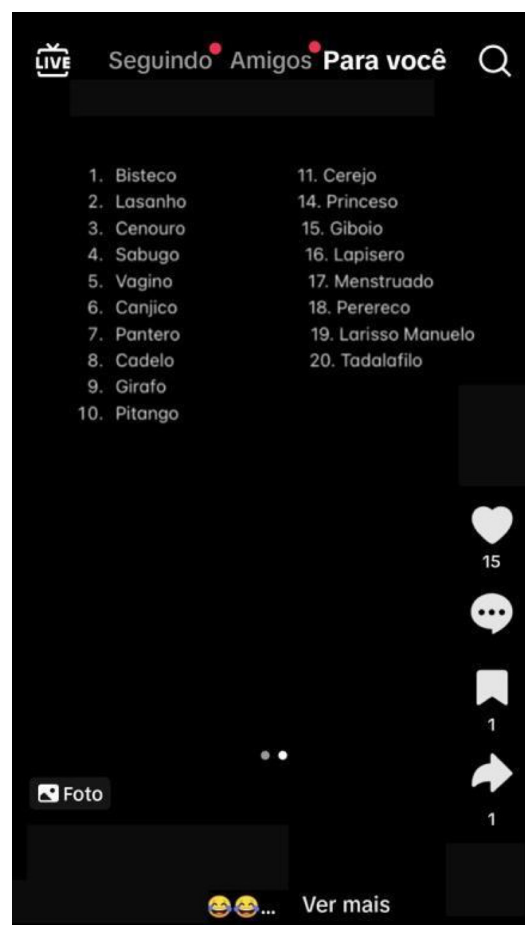 LIVE
Seguindo Amigos Para você
1. Bisteco
2. Lasanho
3. Cenouro
4. Sabugo
5. Vagino
6. Canjico
7. Pantero
8. Cadelo
9. Girafo
10. Pitango
11. Cerejo
14. Princeso
15. Giboio
16. Lapisero
17. Menstruado
18. Perereco
19. Larisso Manuelo
20. Tadalafilo
15
1
1
Foto
😂😂... Ver mais